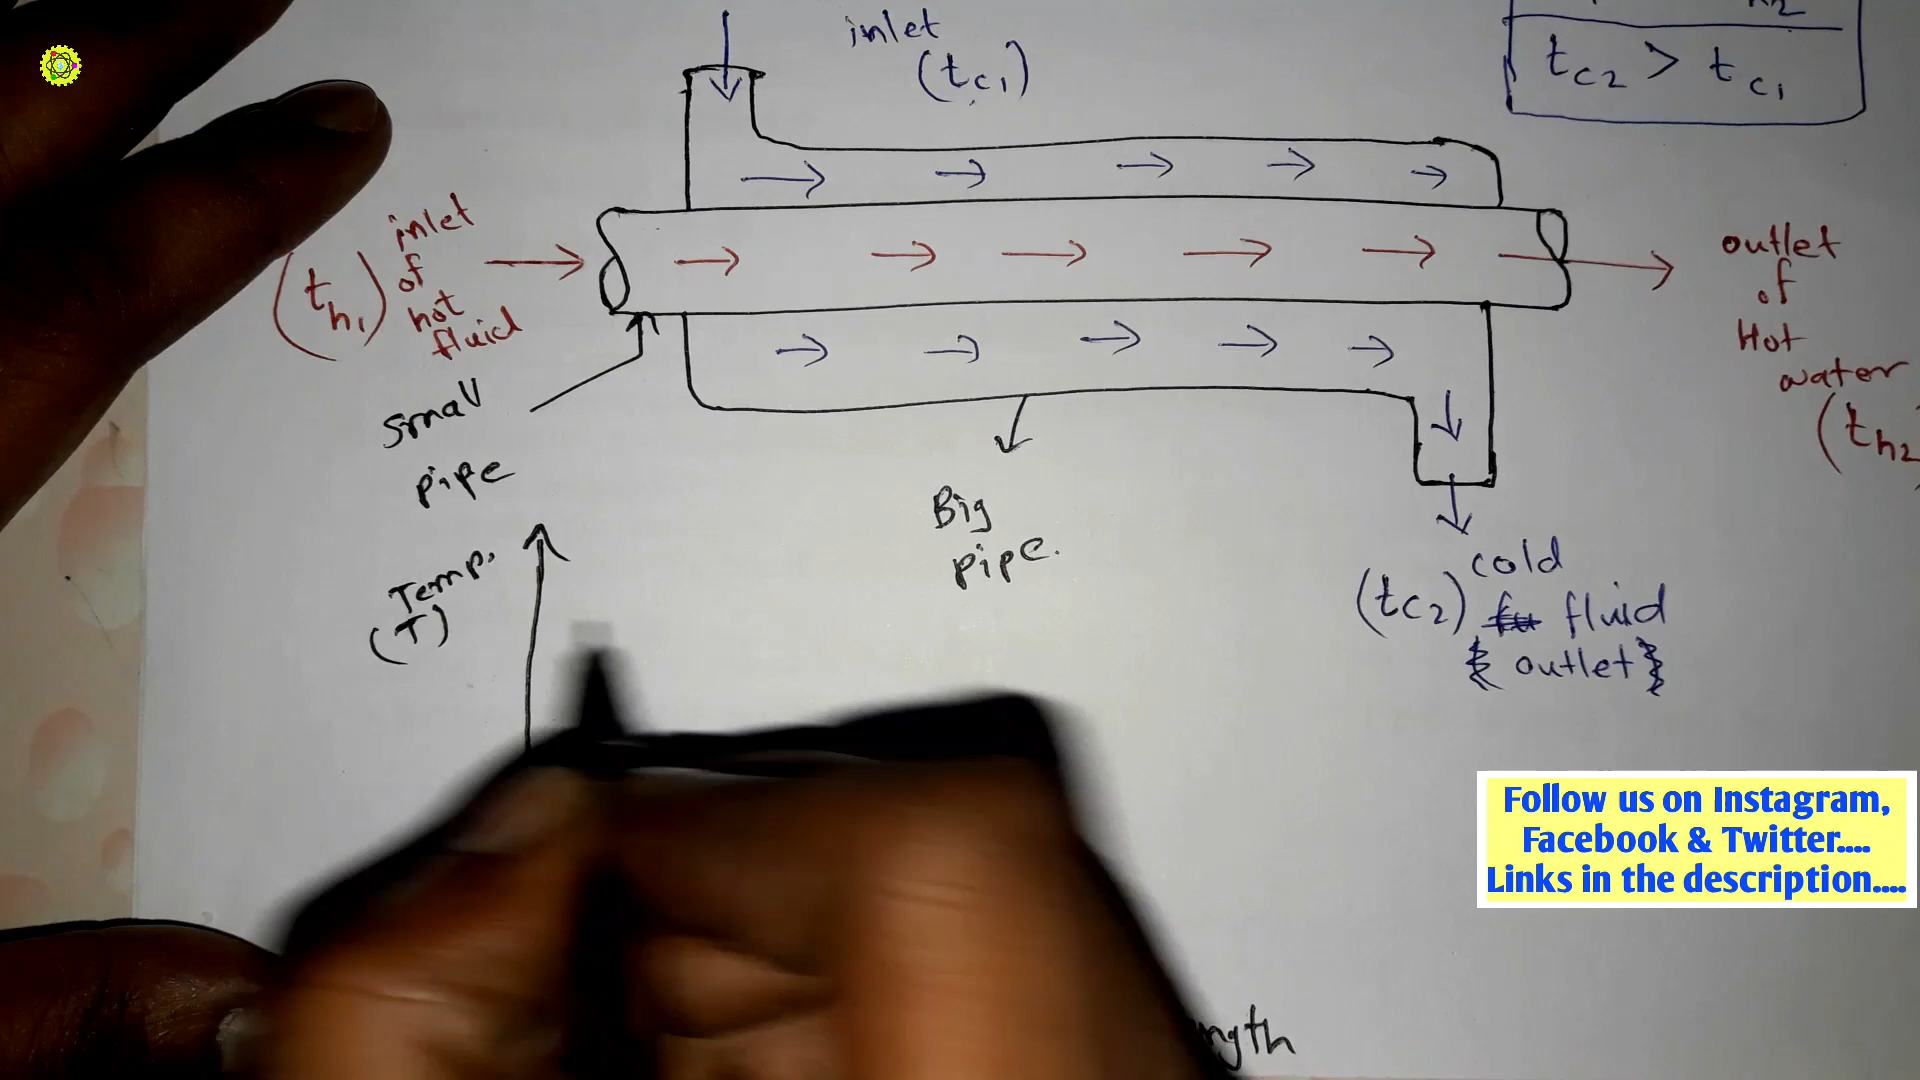 inlet
(tc1)
tc2 > tc1
inlet
of
hot
fluid
(th1)
outlet
of
Hot
water
(th2
small
pipe
Big
pipe.
Temp.
(T)
cold
(tc2) fluid
{outlet}
Follow us on Instagram,
Facebook & Twitter....
Links in the description....
ngth